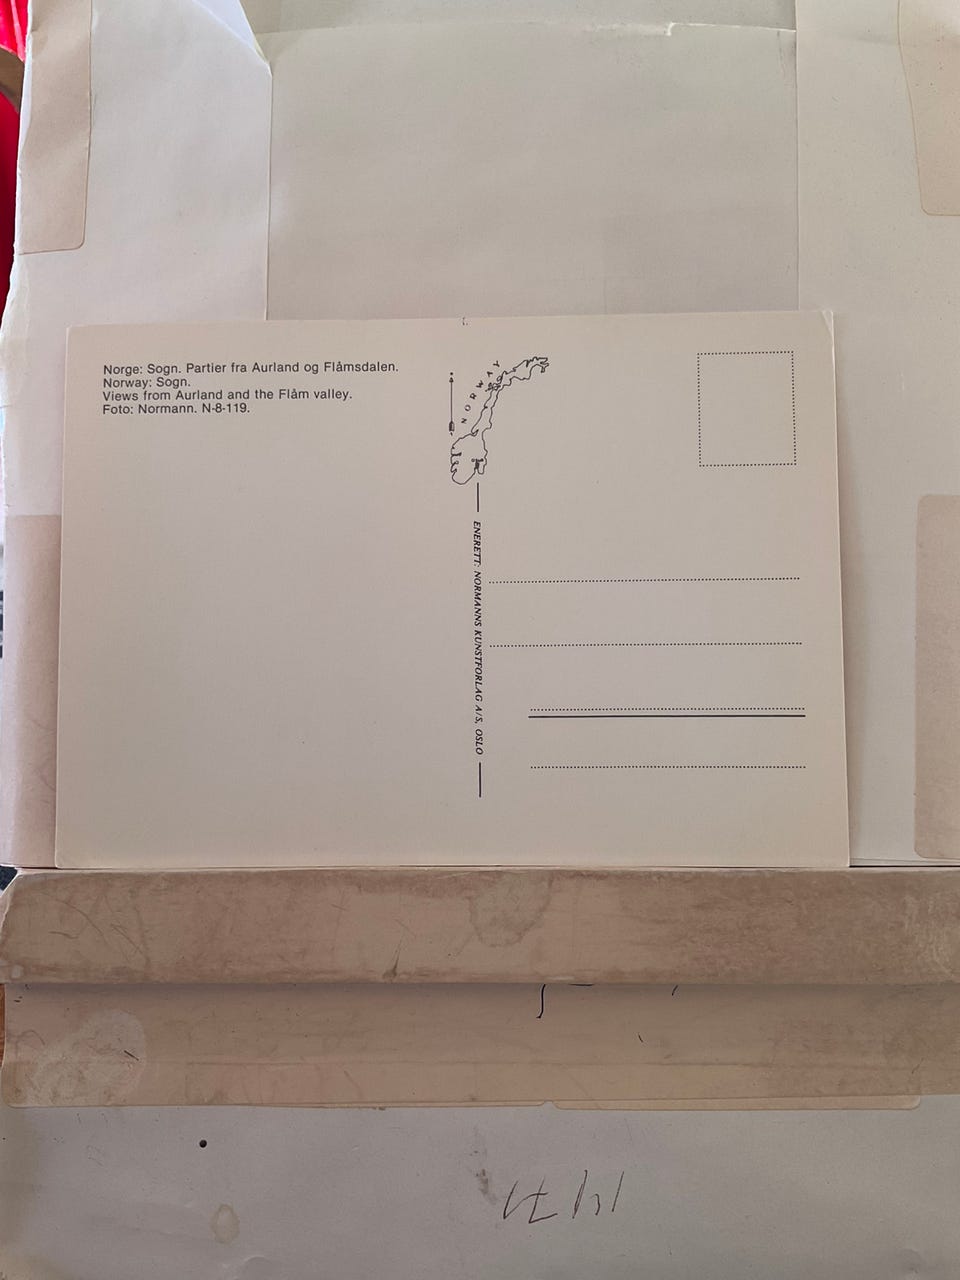 Norge: Sogn. Partier fra Aurland og Flåmsdalen.
Norway: Sogn.
Views from Aurland and the Flåm valley.
Foto: Normann. N-8-119.
NORWAY
ENERETT: NORMANNS KUNSTFORLAG A/S, OSLO